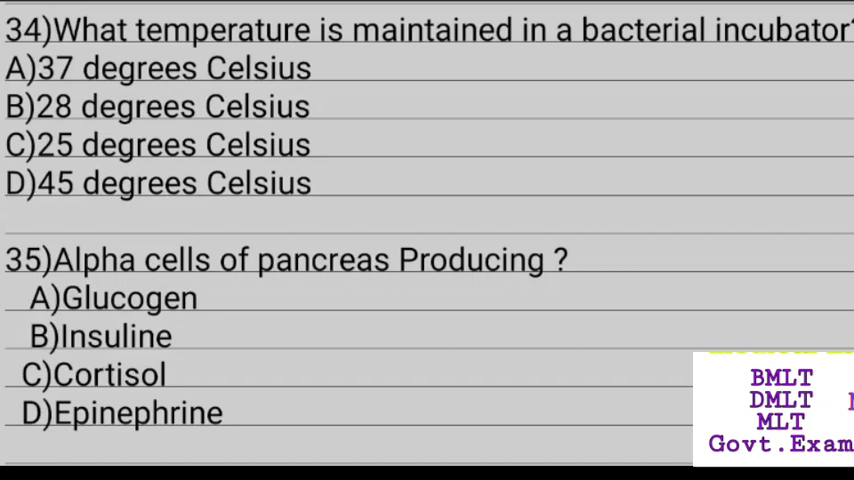 34)What temperature is maintained in a bacterial incubator?
A)37 degrees Celsius
B)28 degrees Celsius
C)25 degrees Celsius
D)45 degrees Celsius
35)Alpha cells of pancreas Producing ?
A)Glucogen
B)Insuline
C)Cortisol
D)Epinephrine
BMLT
DMLT
MLT
Govt.Exam